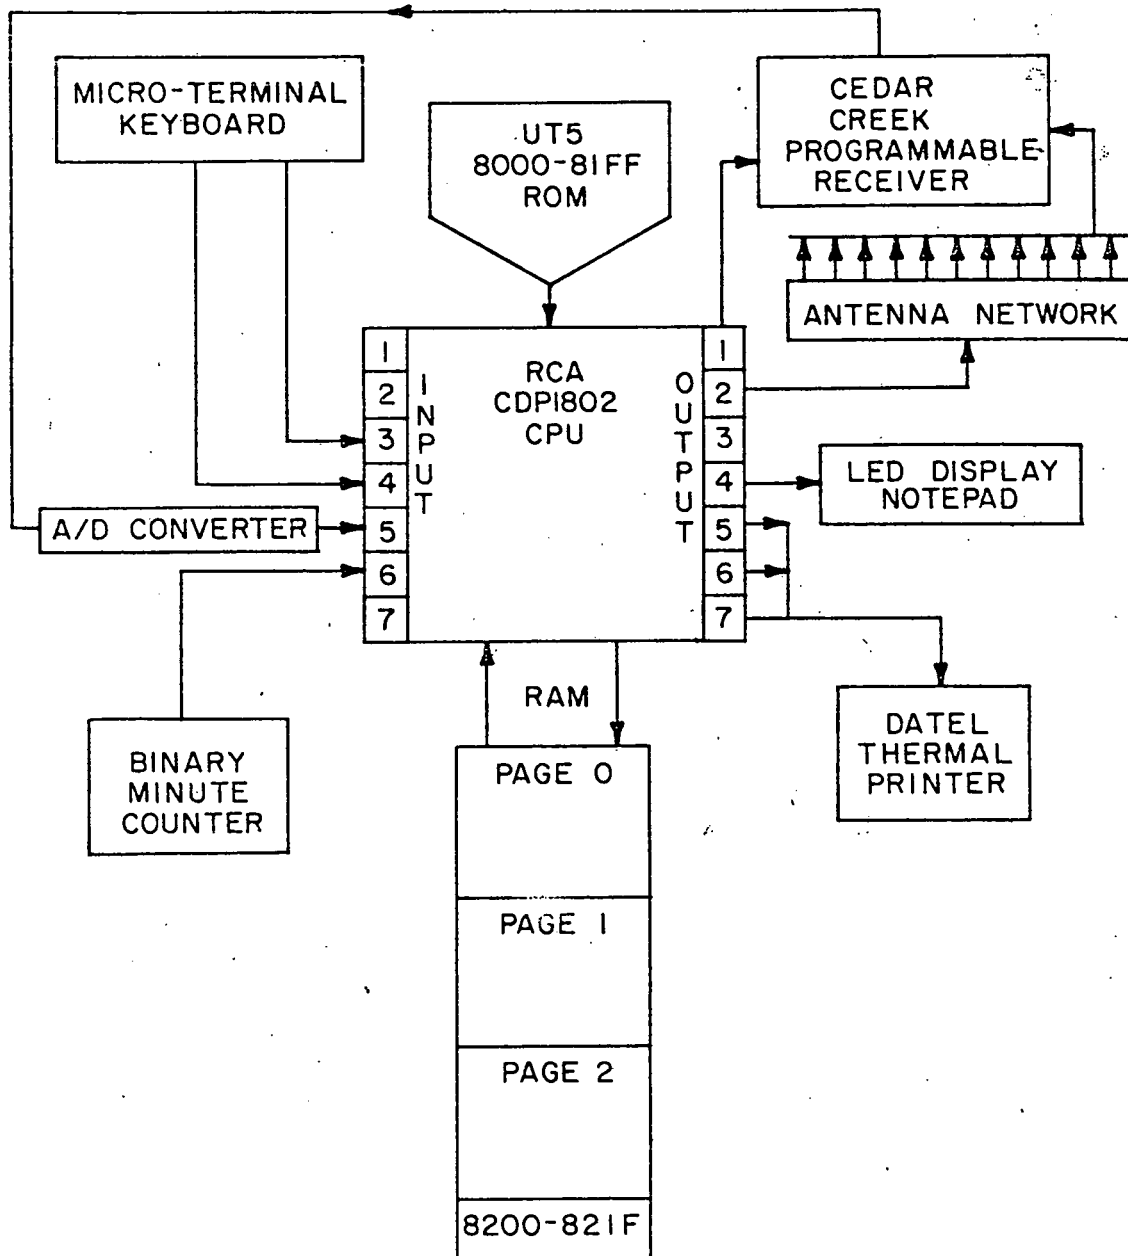 MICRO-TERMINAL
KEYBOARD
UT5
8000-81FF
ROM
CEDAR
CREEK
PROGRAMMABLE
RECEIVER
ANTENNA NETWORK
1
2
3
4
5
6
7
INPUT
RCA
CDP1802
CPU
OUTPUT
1
2
3
4
5
6
7
LED DISPLAY
NOTEPAD
A/D CONVERTER
BINARY
MINUTE
COUNTER
RAM
DATEL
THERMAL
PRINTER
PAGE 0
PAGE 1
PAGE 2
8200-821F